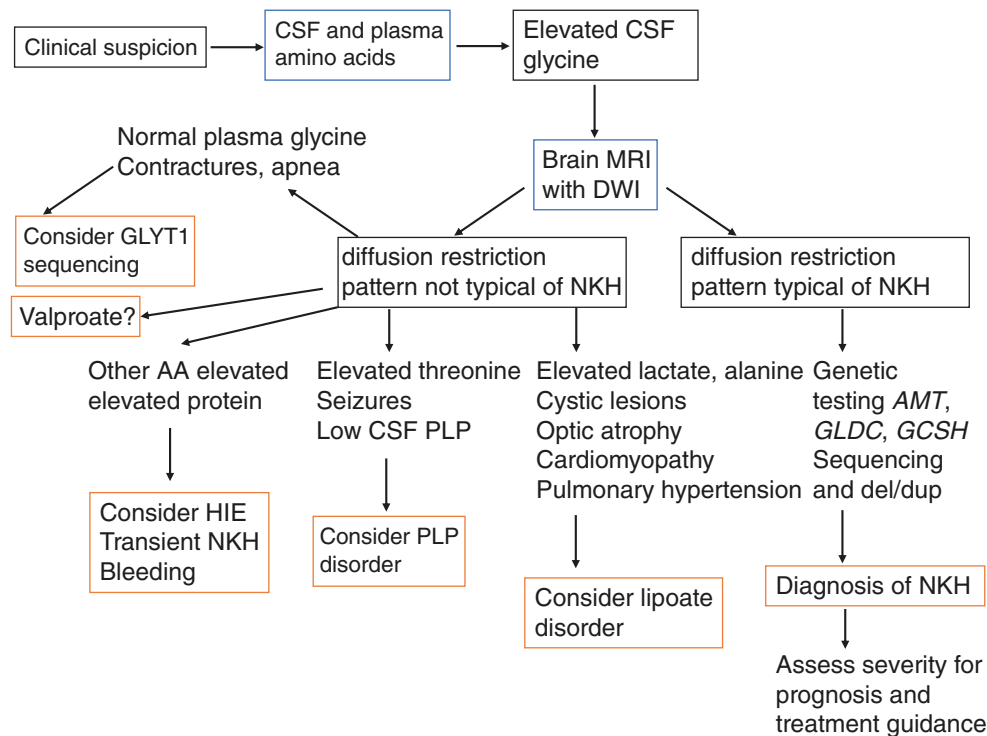 Clinical suspicion
CSF and plasma
amino acids
Elevated CSF
glycine
Brain MRI
with DWI
Normal plasma glycine
Contractures, apnea
Consider GLYT1
sequencing
diffusion restriction
pattern not typical of NKH
diffusion restriction
pattern typical of NKH
Valproate?
Other AA elevated
elevated protein
Consider HIE
Transient NKH
Bleeding
Elevated threonine
Seizures
Low CSF PLP
Consider PLP
disorder
Elevated lactate, alanine
Cystic lesions
Optic atrophy
Cardiomyopathy
Pulmonary hypertension
Consider lipoate
disorder
Genetic
testing AMT,
GLDC, GCSH
Sequencing
and del/dup
Diagnosis of NKH
Assess severity for
prognosis and
treatment guidance